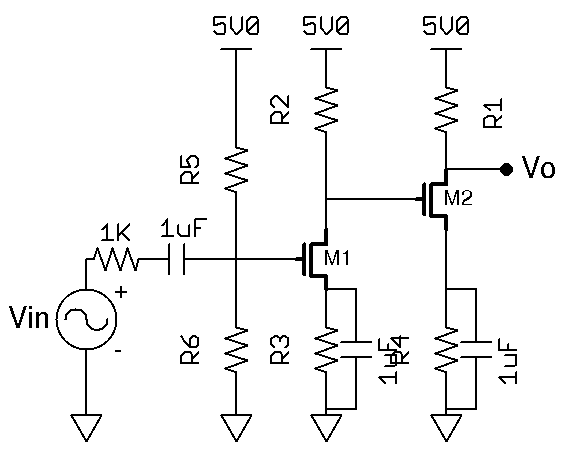 5V0 5V0 5V0
R2 R1
R5 Vo
M2
1K 1uF
M1
Vin + -
R6 R3 1uF R4 1uF